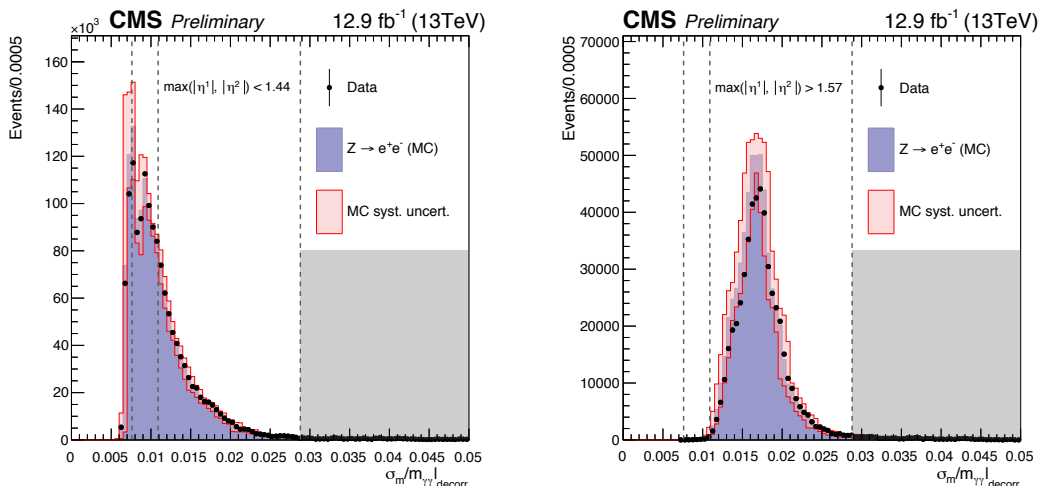 CMS Preliminary 12.9 fb⁻¹ (13TeV)
×10³
Events/0.0005
160
140
120
100
80
60
40
20
0
max(|η¹|, |η²|) < 1.44
Data
Z → e⁺e⁻ (MC)
MC syst. uncert.
0 0.005 0.01 0.015 0.02 0.025 0.03 0.035 0.04 0.045 0.05
σₘ/m_γγ|_decorr
CMS Preliminary 12.9 fb⁻¹ (13TeV)
Events/0.0005
70000
60000
50000
40000
30000
20000
10000
0
max(|η¹|, |η²|) > 1.57
Data
Z → e⁺e⁻ (MC)
MC syst. uncert.
0 0.005 0.01 0.015 0.02 0.025 0.03 0.035 0.04 0.045 0.05
σₘ/m_γγ|_decorr